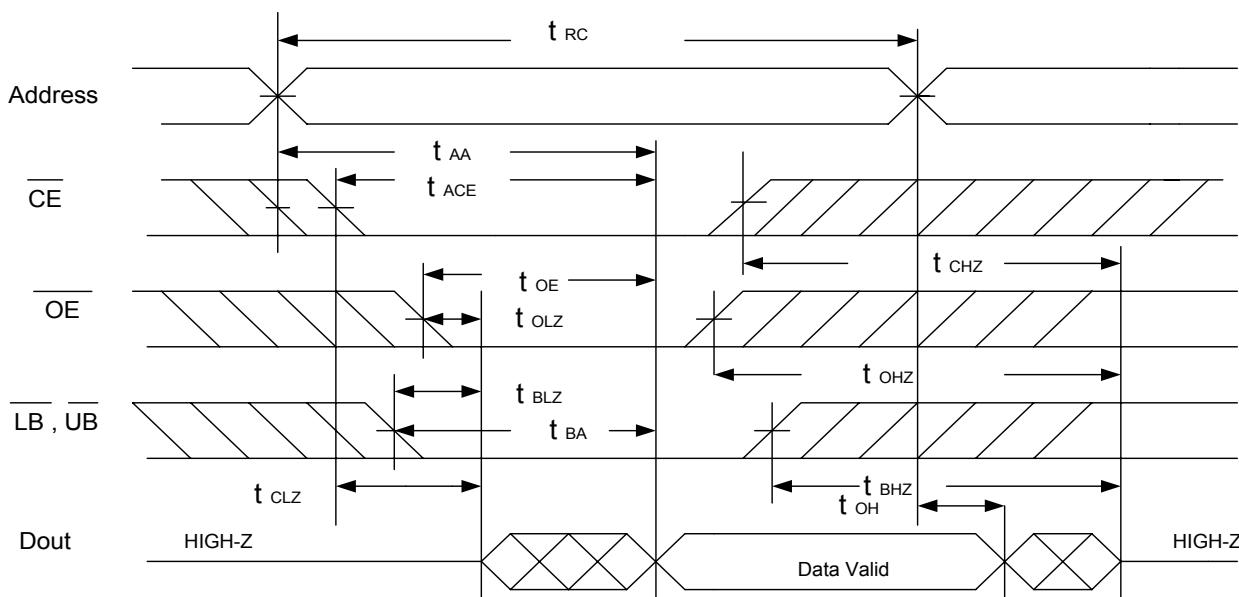 t RC
Address
t AA
CE
t ACE
t CHZ
t OE
OE
t OLZ
t OHZ
t BLZ
LB , UB
t BA
t CLZ
t BHZ
t OH
Dout
HIGH-Z
Data Valid
HIGH-Z